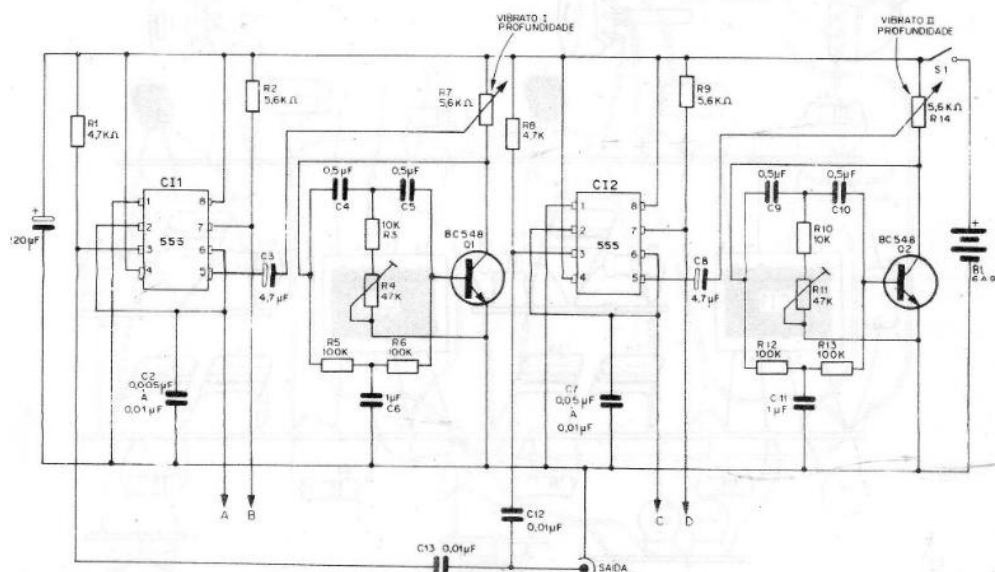 VIBRATO I
PROFUNDIDADE
VIBRATO II
PROFUNDIDADE
S1
R1
4,7KΩ
R2
5,6KΩ
R7
5,6KΩ
R8
4,7K
R9
5,6KΩ
5,6KΩ
R14
CI1
1
2
3
4
8
7
6
5
555
+
220µF
C3
4,7µF
0,5µF
C4
0,5µF
C5
10K
R3
R4
47K
BC548
Q1
R5
100K
R6
100K
1µF
C6
C2
0,005µF
A
0,01µF
CI2
1
2
3
4
8
7
6
5
555
C8
4,7µF
0,5µF
C9
0,5µF
C10
R10
10K
R11
47K
BC548
Q2
R12
100K
R13
100K
C11
1µF
C7
0,05µF
A
0,01µF
+
B1
A
B
C
D
C12
0,01µF
C13 0,01µF
SAÍDA